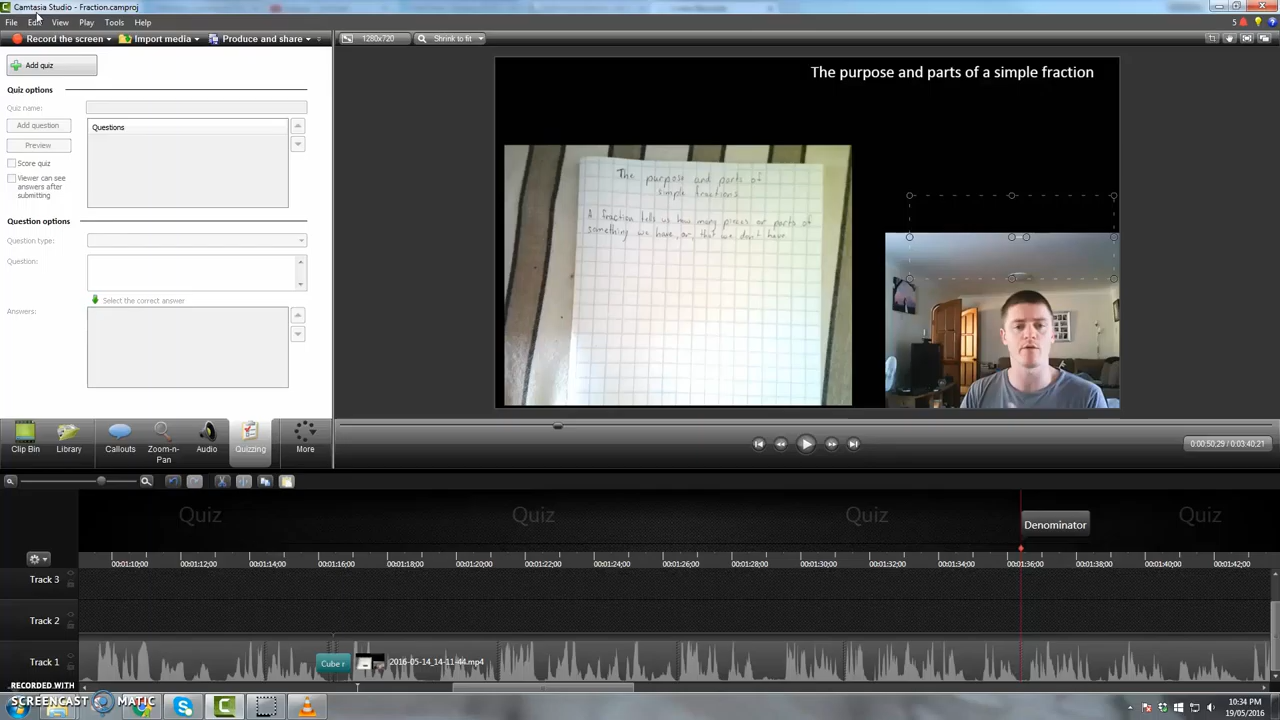 Camtasia Studio - Fraction.camproj
File Edit View Play Tools Help
Record the screen Import media Produce and share
1280x720 Shrink to fit
5
Add quiz
Quiz options
Quiz name:
Add question
Questions
Preview
Score quiz
Viewer can see
answers after
submitting
Question options
Question type:
Question:
Select the correct answer
Answers:
The purpose and parts of a simple fraction
The purpose and parts of
simple fractions
A fraction tells us how many pieces or parts of
something we have, or, that we don't have
Clip Bin Library Callouts Zoom-n-
Pan Audio Quizzing More
0:00:50;29 / 0:03:40;21
Quiz Quiz Quiz Quiz
Denominator
00:01:10;00 00:01:12;00 00:01:14;00 00:01:16;00 00:01:18;00 00:01:20;00 00:01:22;00 00:01:24;00 00:01:26;00 00:01:28;00 00:01:30;00 00:01:32;00 00:01:34;00 00:01:36;00 00:01:38;00 00:01:40;00 00:01:42;00
Track 3
Track 2
Track 1
Cube r
2016-05-14_14-11-44.mp4
RECORDED WITH
SCREENCAST MATIC
10:34 PM
19/05/2016